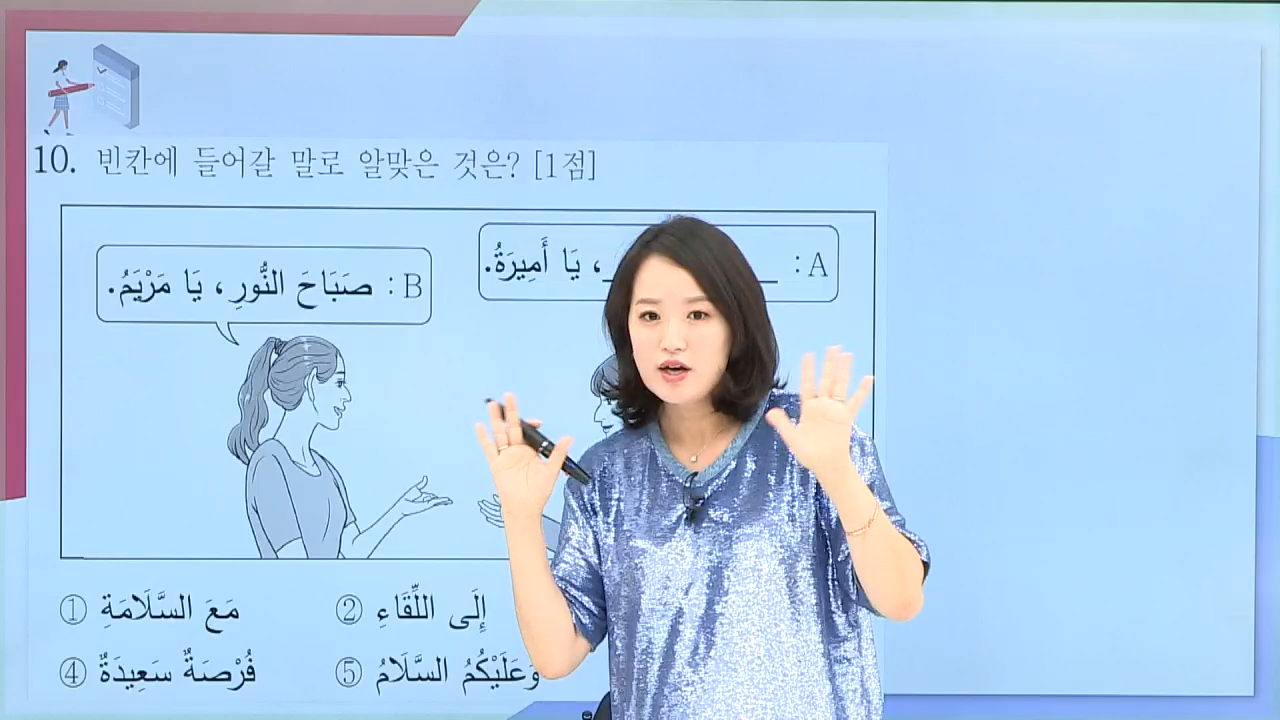 10. 빈칸에 들어갈 말로 알맞은 것은? [1점]
A : ______، يَا أَمِيرَةُ.
B : صَبَاحَ النُّورِ، يَا مَرْيَمُ.
① مَعَ السَّلَامَةِ
② إِلَى اللِّقَاءِ
④ فُرْصَةٌ سَعِيدَةٌ
⑤ وَعَلَيْكُمُ السَّلَامُ